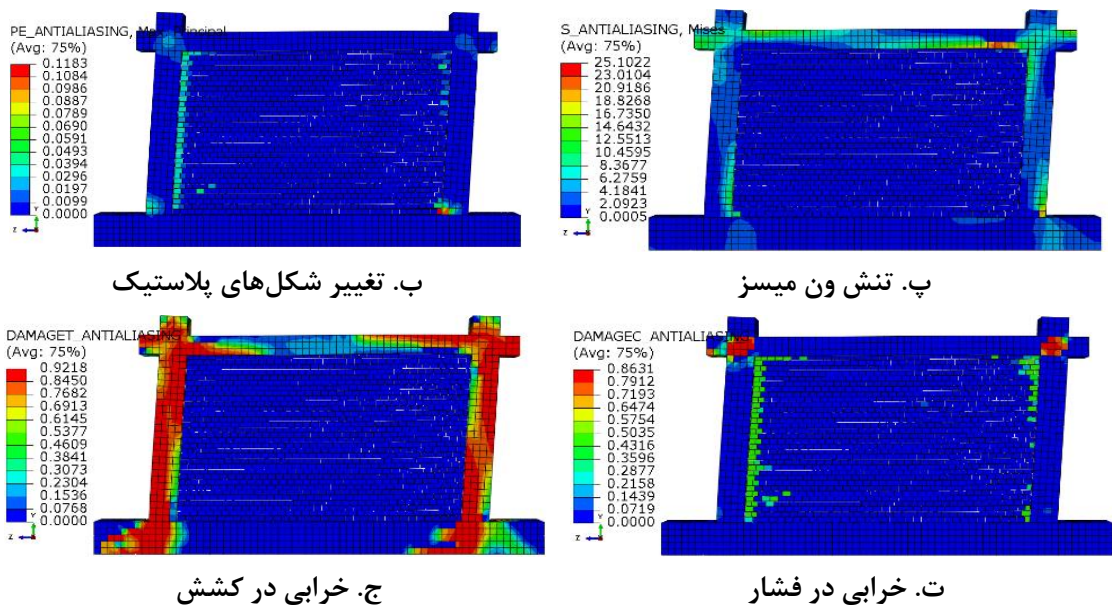 PE_ANTIALIASING, Max. Principal
(Avg: 75%)
0.1183
0.1084
0.0986
0.0887
0.0789
0.0690
0.0591
0.0493
0.0394
0.0296
0.0197
0.0099
0.0000
Y
Z
S_ANTIALIASING, Mises
(Avg: 75%)
25.1022
23.0104
20.9186
18.8268
16.7350
14.6432
12.5513
10.4595
8.3677
6.2759
4.1841
2.0923
0.0005
Y
Z
ب. تغییر شکل‌های پلاستیک
پ. تنش ون میسز
DAMAGET_ANTIALIASING
(Avg: 75%)
0.9218
0.8450
0.7682
0.6913
0.6145
0.5377
0.4609
0.3841
0.3073
0.2304
0.1536
0.0768
0.0000
Y
Z
DAMAGEC_ANTIALIASING
(Avg: 75%)
0.8631
0.7912
0.7193
0.6474
0.5754
0.5035
0.4316
0.3596
0.2877
0.2158
0.1439
0.0719
0.0000
Y
Z
ج. خرابی در کشش
ت. خرابی در فشار